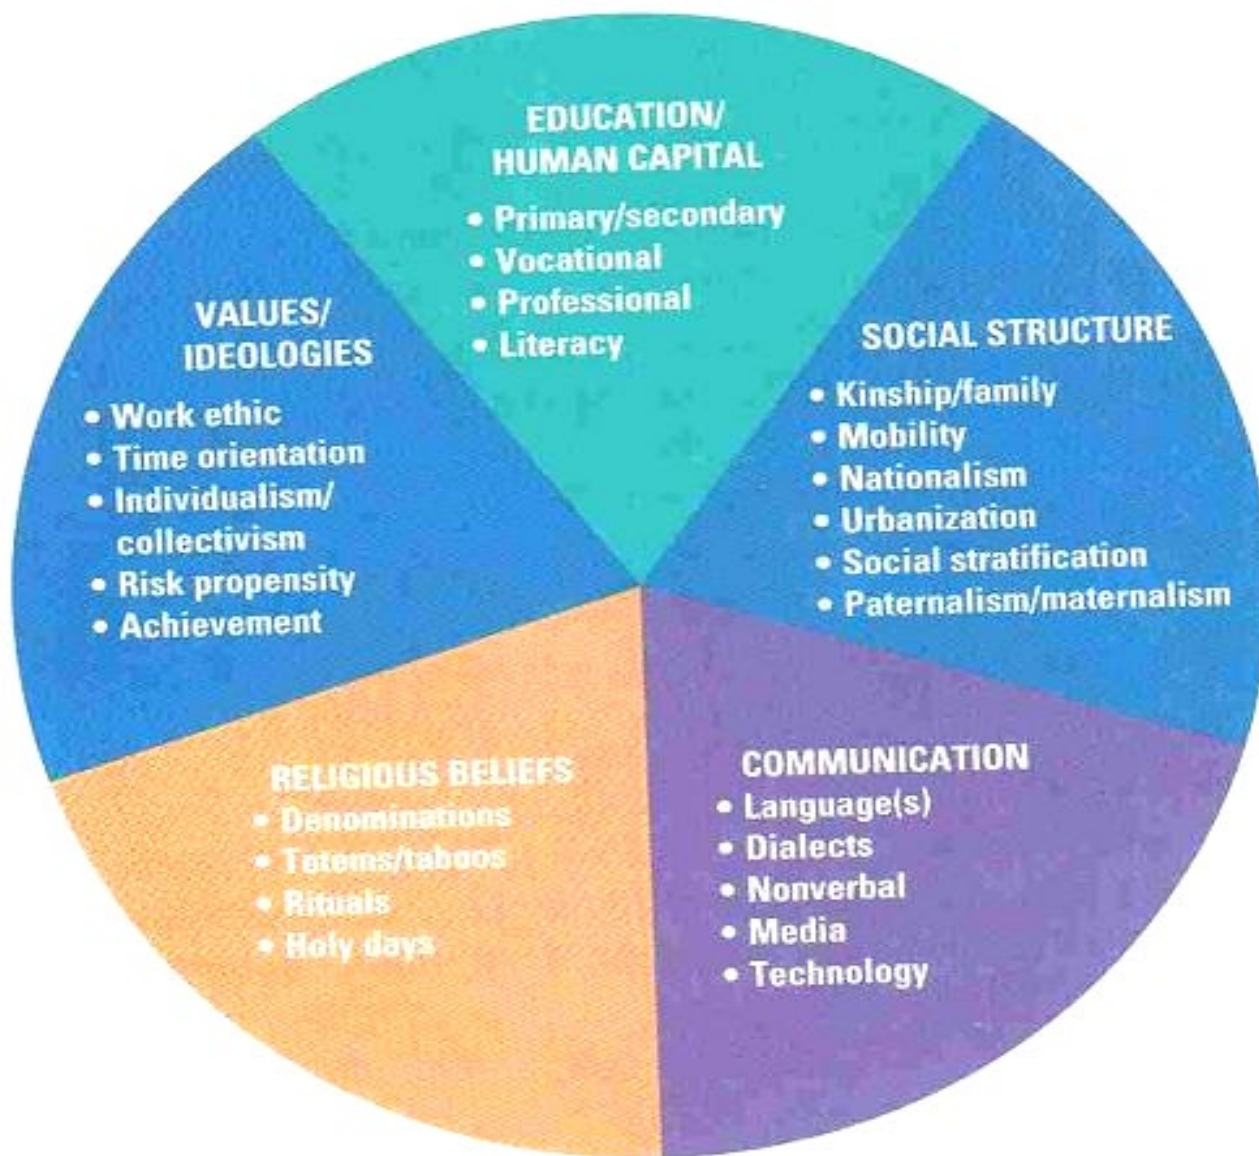 EDUCATION/
HUMAN CAPITAL
• Primary/secondary
• Vocational
• Professional
• Literacy
SOCIAL STRUCTURE
• Kinship/family
• Mobility
• Nationalism
• Urbanization
• Social stratification
• Paternalism/maternalism
COMMUNICATION
• Language(s)
• Dialects
• Nonverbal
• Media
• Technology
RELIGIOUS BELIEFS
• Denominations
• Totems/taboos
• Rituals
• Holy days
VALUES/
IDEOLOGIES
• Work ethic
• Time orientation
• Individualism/
collectivism
• Risk propensity
• Achievement